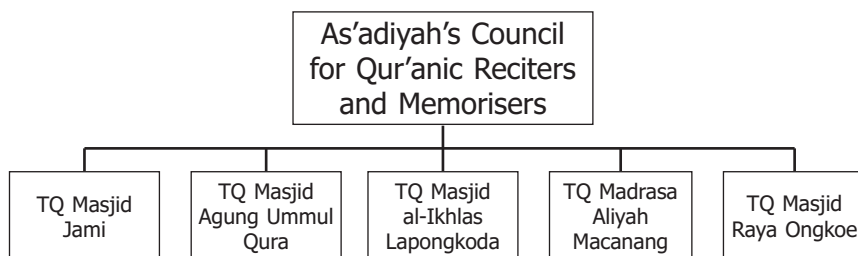 As’adiyah’s Council
for Qur’anic Reciters
and Memorisers
TQ Masjid
Jami
TQ Masjid
Agung Ummul
Qura
TQ Masjid
al-Ikhlas
Lapongkoda
TQ Madrasa
Aliyah
Macanang
TQ Masjid
Raya Ongkoe